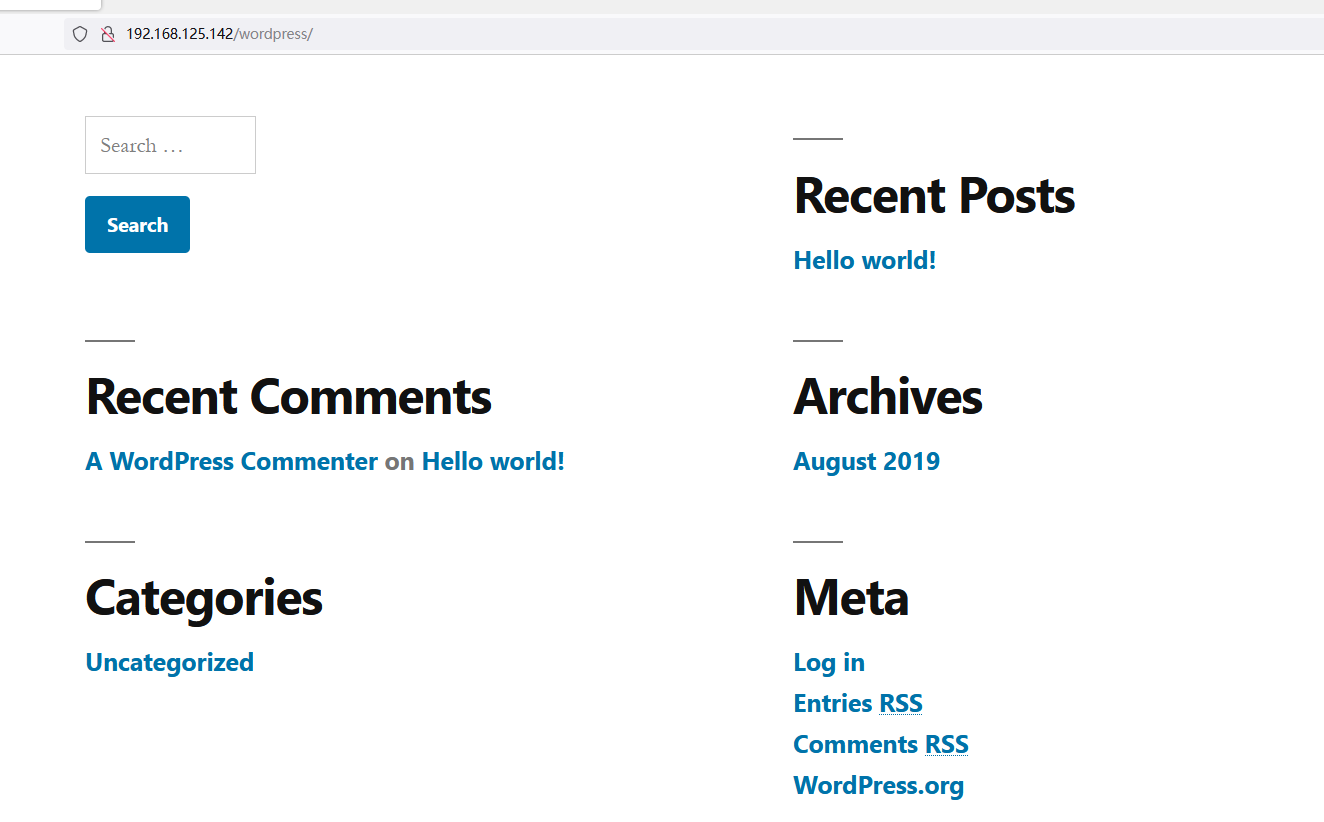 192.168.125.142/wordpress/
Search …
Search
Recent Posts
Hello world!
Recent Comments
A WordPress Commenter on Hello world!
Archives
August 2019
Categories
Uncategorized
Meta
Log in
Entries RSS
Comments RSS
WordPress.org